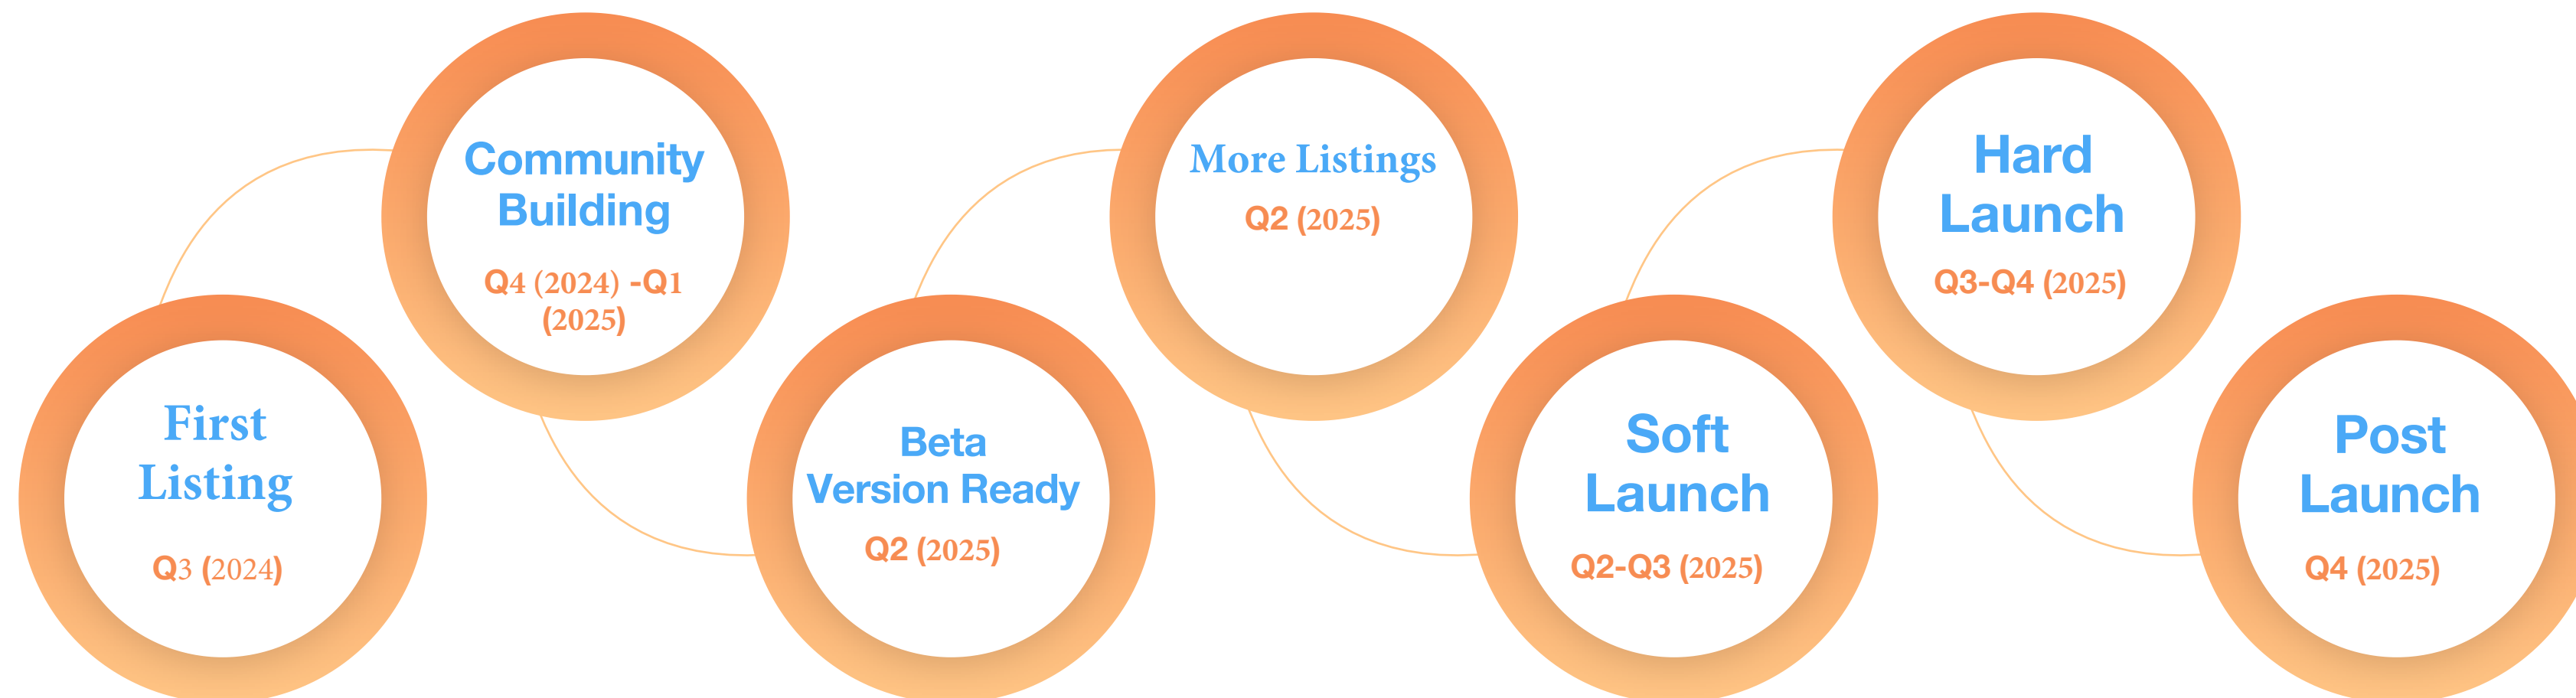 First
Listing
Q3 (2024)
Community
Building
Q4 (2024) -Q1
(2025)
Beta
Version Ready
Q2 (2025)
More Listings
Q2 (2025)
Soft
Launch
Q2-Q3 (2025)
Hard
Launch
Q3-Q4 (2025)
Post
Launch
Q4 (2025)